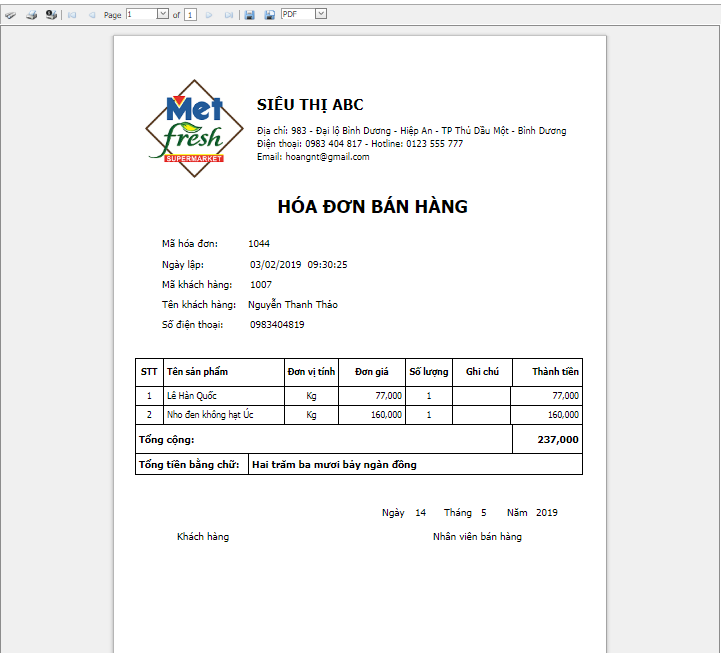 Page 1 of 1 PDF
Met
fresh
SUPERMARKET
SIÊU THỊ ABC
Địa chỉ: 983 - Đại lộ Bình Dương - Hiệp An - TP Thủ Dầu Một - Bình Dương
Điện thoại: 0983 404 817 - Hotline: 0123 555 777
Email: hoangnt@gmail.com
HÓA ĐƠN BÁN HÀNG
Mã hóa đơn: 1044
Ngày lập: 03/02/2019 09:30:25
Mã khách hàng: 1007
Tên khách hàng: Nguyễn Thanh Thảo
Số điện thoại: 0983404819
STT Tên sản phẩm Đơn vị tính Đơn giá Số lượng Ghi chú Thành tiền
1 Lê Hàn Quốc Kg 77,000 1 77,000
2 Nho đen không hạt Úc Kg 160,000 1 160,000
Tổng cộng: 237,000
Tổng tiền bằng chữ: Hai trăm ba mươi bảy ngàn đồng
Ngày 14 Tháng 5 Năm 2019
Khách hàng Nhân viên bán hàng